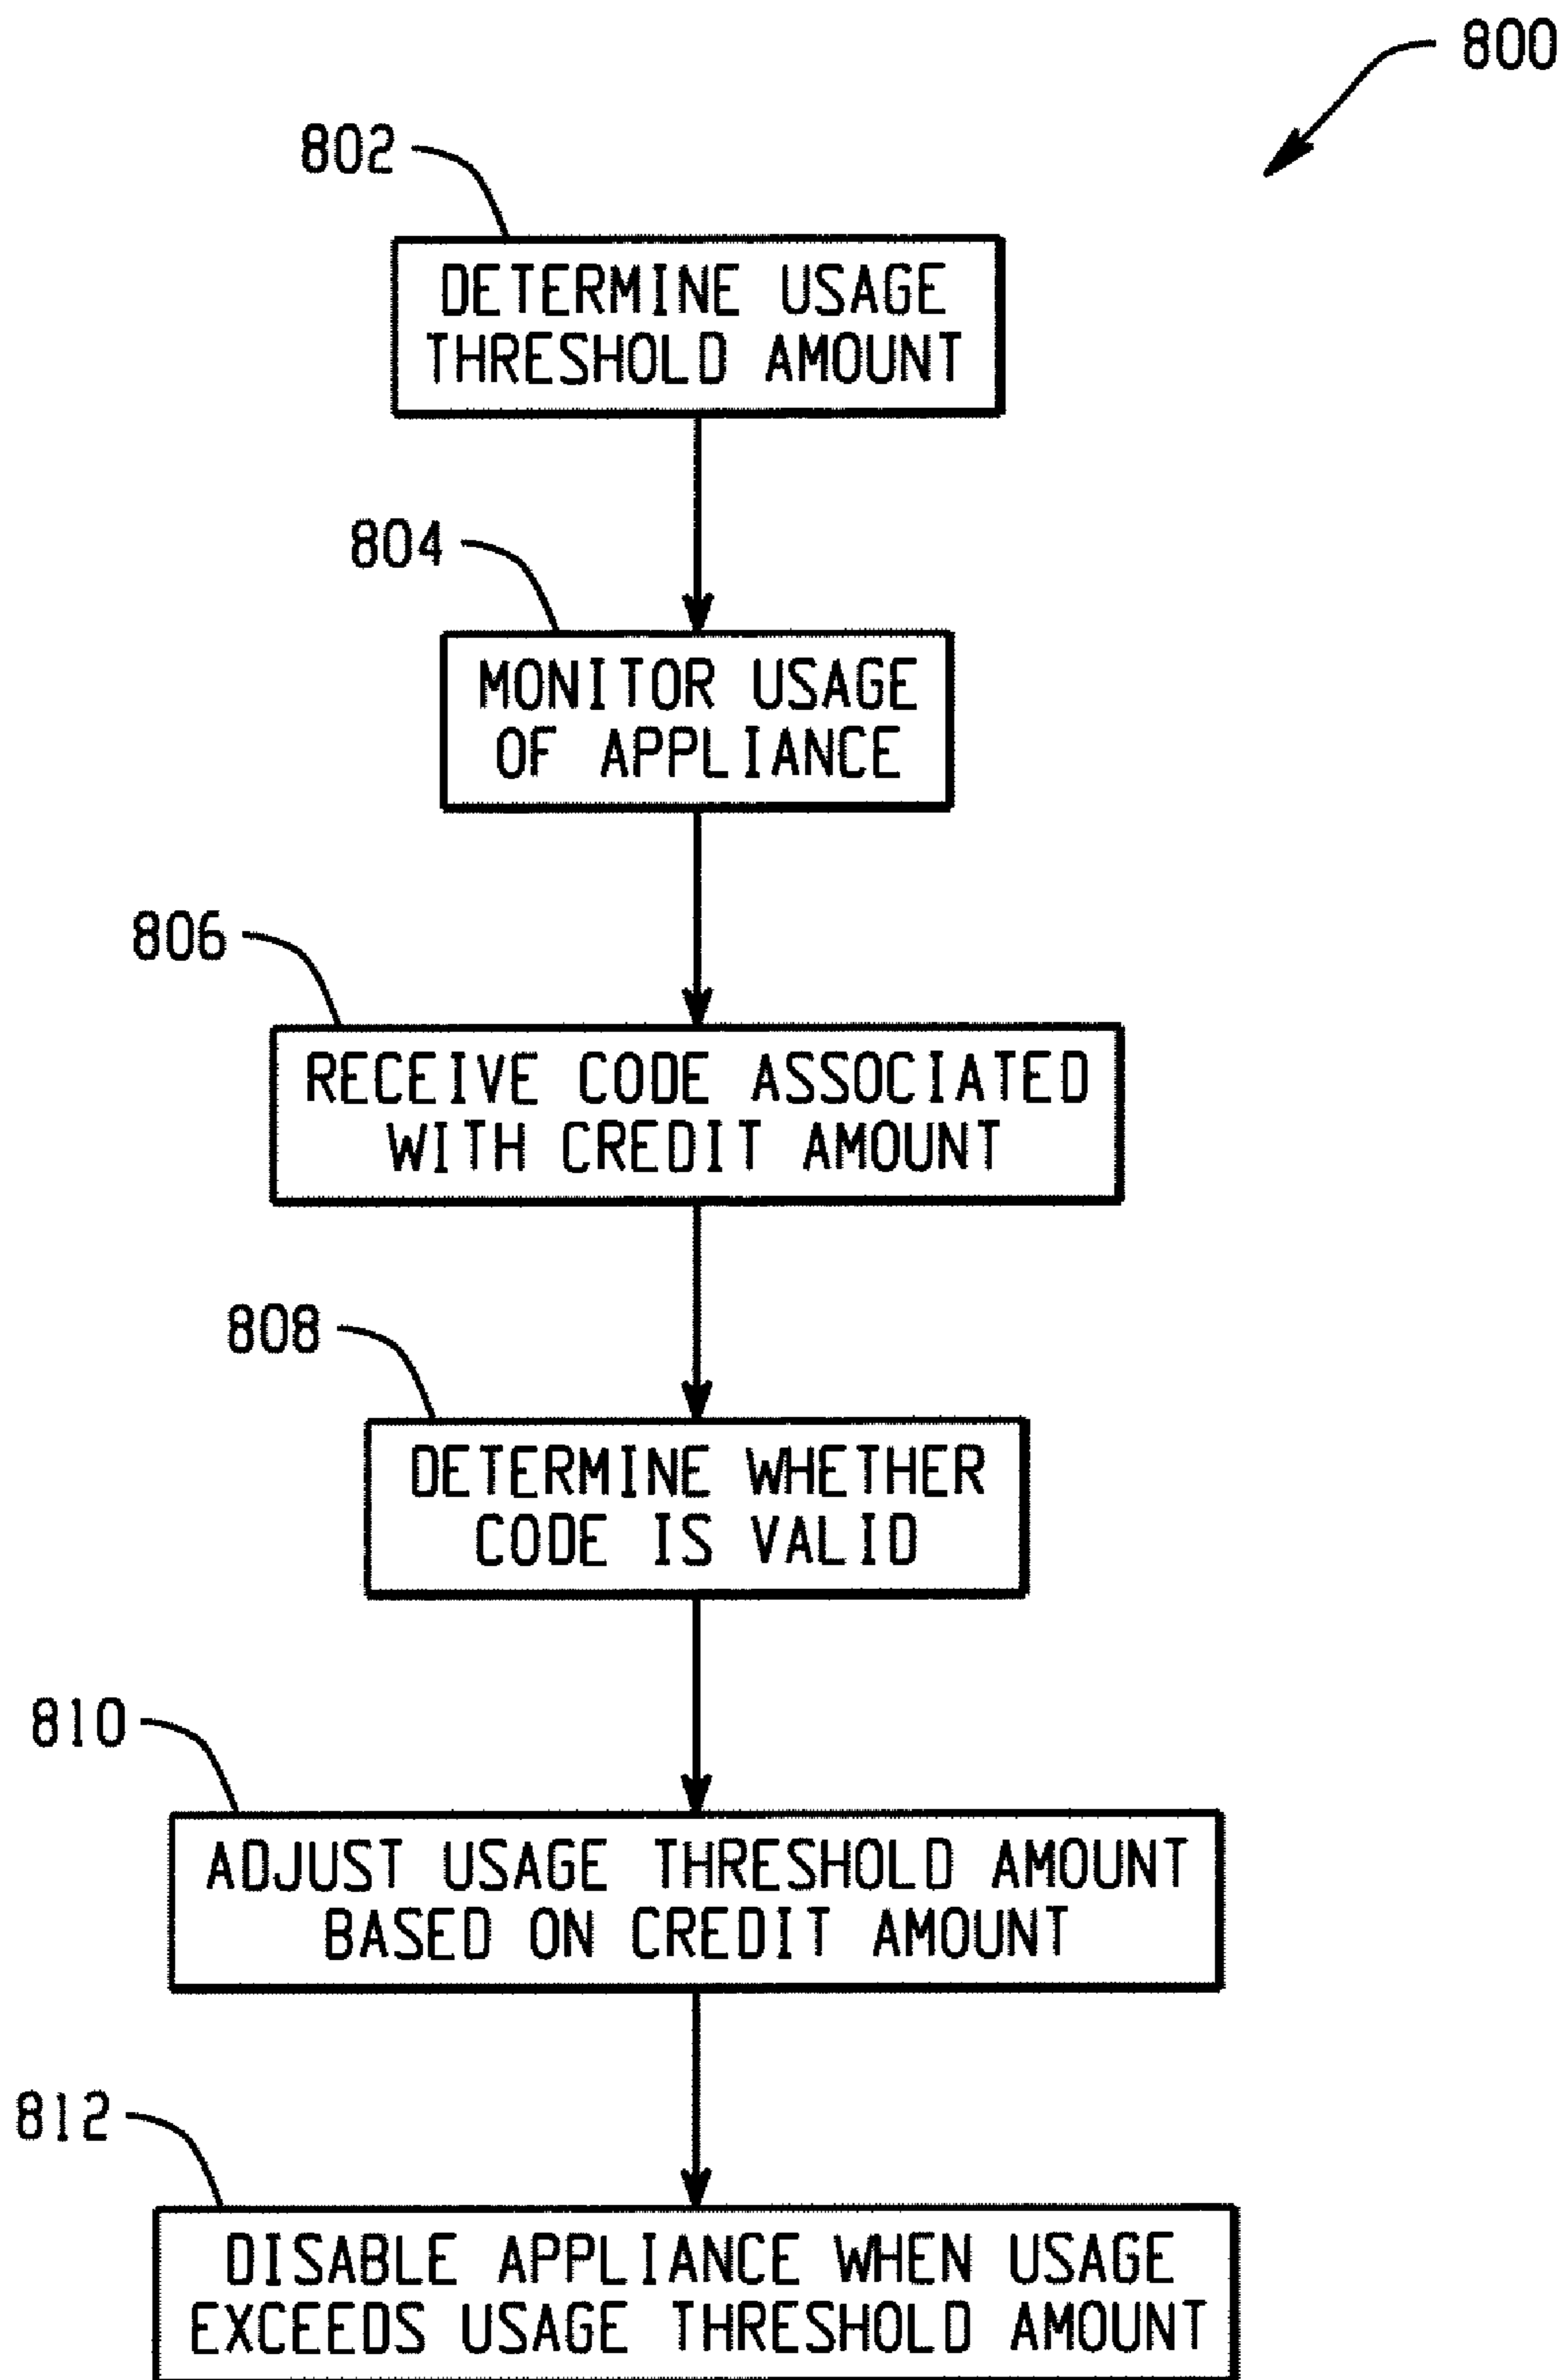 800
802
DETERMINE USAGE
THRESHOLD AMOUNT
804
MONITOR USAGE
OF APPLIANCE
806
RECEIVE CODE ASSOCIATED
WITH CREDIT AMOUNT
808
DETERMINE WHETHER
CODE IS VALID
810
ADJUST USAGE THRESHOLD AMOUNT
BASED ON CREDIT AMOUNT
812
DISABLE APPLIANCE WHEN USAGE
EXCEEDS USAGE THRESHOLD AMOUNT